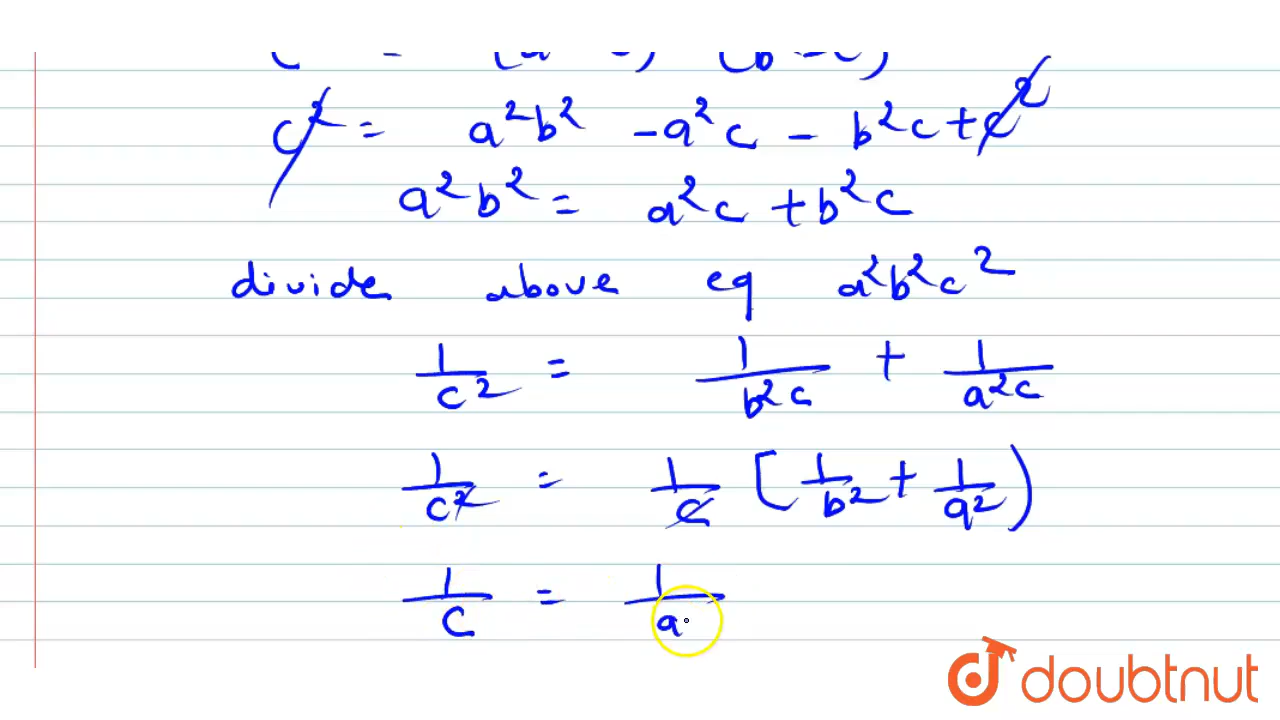 c² = a²b² - a²c - b²c + c²
a²b² = a²c + b²c
divide above eq a²b²c²
1/c² = 1/b²c + 1/a²c
1/c² = 1/c [1/b² + 1/a²)
1/c = 1/a
doubtnut